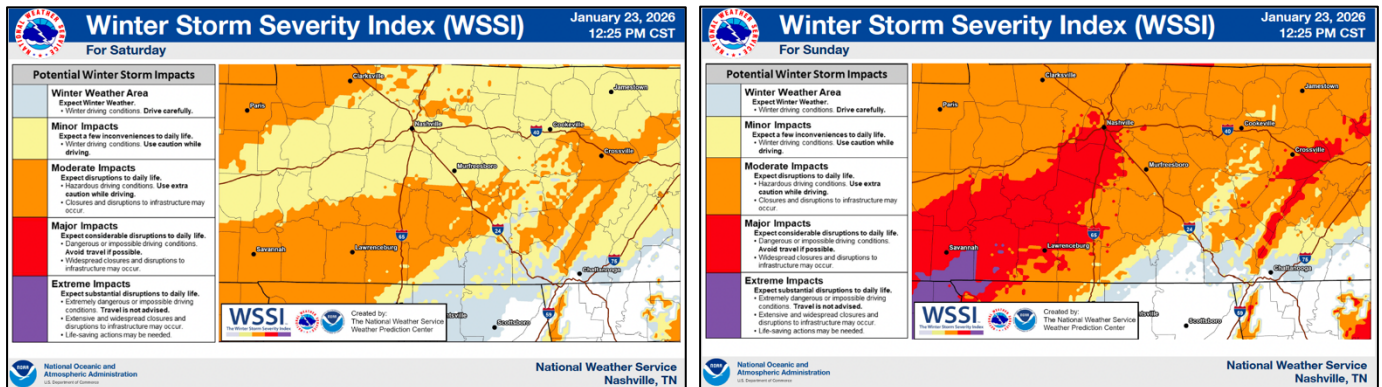 Winter Storm Severity Index (WSSI)
January 23, 2026
12:25 PM CST
For Saturday
Potential Winter Storm Impacts
Winter Weather Area
Expect Winter Weather.
• Winter driving conditions. Drive carefully.
Minor Impacts
Expect a few inconveniences to daily life.
• Winter driving conditions. Use caution while
driving.
Moderate Impacts
Expect disruptions to daily life.
• Hazardous driving conditions. Use extra
caution while driving.
• Closures and disruptions to infrastructure may
occur.
Major Impacts
Expect considerable disruptions to daily life.
• Dangerous or impossible driving conditions.
Avoid travel if possible.
• Widespread closures and disruptions to
infrastructure may occur.
Extreme Impacts
Expect substantial disruptions to daily life.
• Extremely dangerous or impossible driving
conditions. Travel is not advised.
• Extensive and widespread closures and
disruptions to infrastructure may occur.
• Life-saving actions may be needed.
Clarksville
Jamestown
Paris
Nashville
40
Cookeville
Crossville
Murfreesboro
65
24
Savannah
Lawrenceburg
75
Chattanooga
59
Scottsboro
WSSI
The Winter Storm Severity Index
Created by:
The National Weather Service
Weather Prediction Center
NOAA
National Oceanic and
Atmospheric Administration
U.S. Department of Commerce
National Weather Service
Nashville, TN
Winter Storm Severity Index (WSSI)
January 23, 2026
12:25 PM CST
For Sunday
Potential Winter Storm Impacts
Winter Weather Area
Expect Winter Weather.
• Winter driving conditions. Drive carefully.
Minor Impacts
Expect a few inconveniences to daily life.
• Winter driving conditions. Use caution while
driving.
Moderate Impacts
Expect disruptions to daily life.
• Hazardous driving conditions. Use extra
caution while driving.
• Closures and disruptions to infrastructure may
occur.
Major Impacts
Expect considerable disruptions to daily life.
• Dangerous or impossible driving conditions.
Avoid travel if possible.
• Widespread closures and disruptions to
infrastructure may occur.
Extreme Impacts
Expect substantial disruptions to daily life.
• Extremely dangerous or impossible driving
conditions. Travel is not advised.
• Extensive and widespread closures and
disruptions to infrastructure may occur.
• Life-saving actions may be needed.
Clarksville
Jamestown
Paris
Nashville
40
Cookeville
Crossville
Murfreesboro
65
24
Savannah
Lawrenceburg
75
Chattanooga
59
Scottsboro
WSSI
The Winter Storm Severity Index
Created by:
The National Weather Service
Weather Prediction Center
NOAA
National Oceanic and
Atmospheric Administration
U.S. Department of Commerce
National Weather Service
Nashville, TN